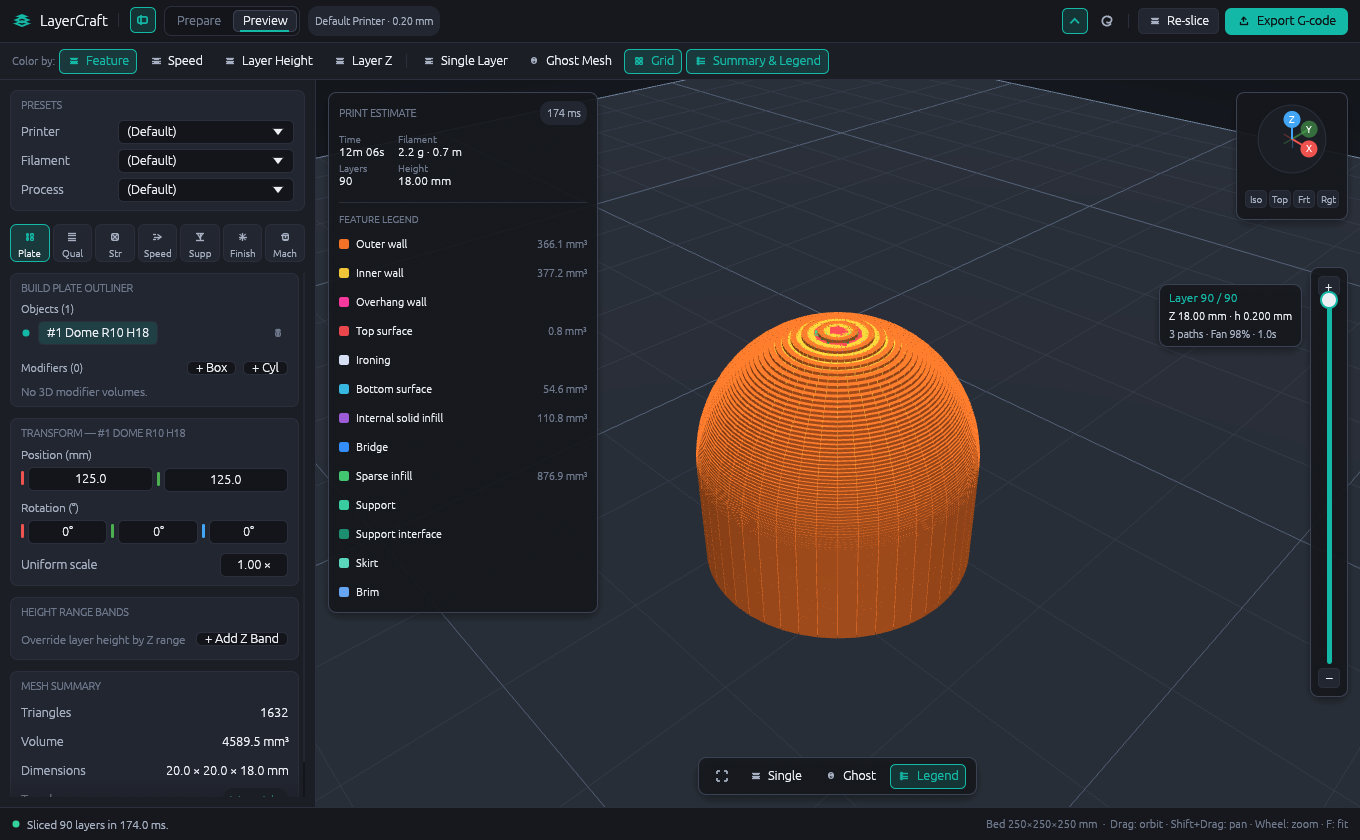 LayerCraft Prepare Preview Default Printer · 0.20 mm Re-slice Export G-code
Color by: Feature Speed Layer Height Layer Z Single Layer Ghost Mesh Grid Summary & Legend
PRESETS
Printer (Default)
Filament (Default)
Process (Default)
Plate Qual Str Speed Supp Finish Mach
BUILD PLATE OUTLINER
Objects (1)
#1 Dome R10 H18
Modifiers (0) + Box + Cyl
No 3D modifier volumes.
TRANSFORM — #1 DOME R10 H18
Position (mm)
125.0 125.0
Rotation (°)
0° 0° 0°
Uniform scale 1.00 ×
HEIGHT RANGE BANDS
Override layer height by Z range + Add Z Band
MESH SUMMARY
Triangles 1632
Volume 4589.5 mm³
Dimensions 20.0 × 20.0 × 18.0 mm
PRINT ESTIMATE 174 ms
Time Filament
12m 06s 2.2 g · 0.7 m
Layers Height
90 18.00 mm
FEATURE LEGEND
Outer wall 366.1 mm³
Inner wall 377.2 mm³
Overhang wall
Top surface 0.8 mm³
Ironing
Bottom surface 54.6 mm³
Internal solid infill 110.8 mm³
Bridge
Sparse infill 876.9 mm³
Support
Support interface
Skirt
Brim
Z
Y
X
Iso Top Frt Rgt
+
Layer 90 / 90
Z 18.00 mm · h 0.200 mm
3 paths · Fan 98% · 1.0s
−
Single Ghost Legend
Sliced 90 layers in 174.0 ms.
Bed 250×250×250 mm · Drag: orbit · Shift+Drag: pan · Wheel: zoom · F: fit